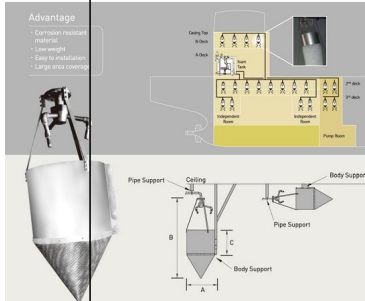 Advantage
- Corrosion resistant
material
- Low weight
- Easy to installation
- Large area coverage
Casing Top
B-Deck
A-Deck
Foam
Tank
2nd deck
3rd deck
Independent
Room
Independent
Room
Pump Room
Pipe Support
Ceiling
Body Support
Pipe Support
B
C
Body Support
A